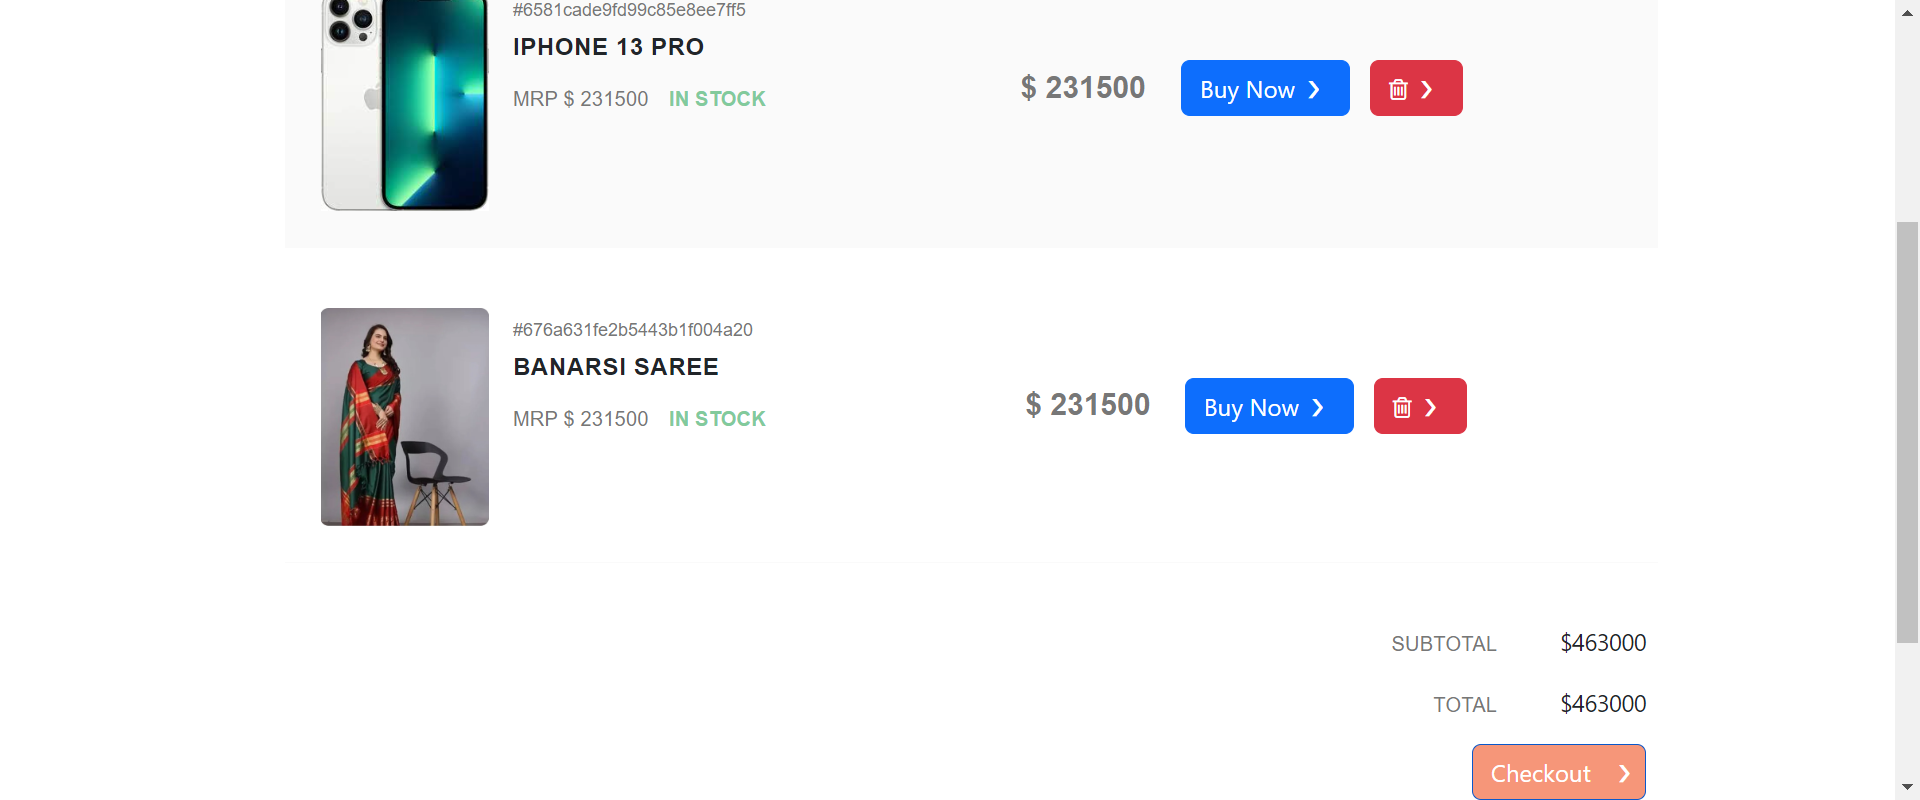 #6581cade9fd99c85e8ee7ff5
IPHONE 13 PRO
MRP $ 231500 IN STOCK
$ 231500
Buy Now
#676a631fe2b5443b1f004a20
BANARSI SAREE
MRP $ 231500 IN STOCK
$ 231500
Buy Now
SUBTOTAL $463000
TOTAL $463000
Checkout